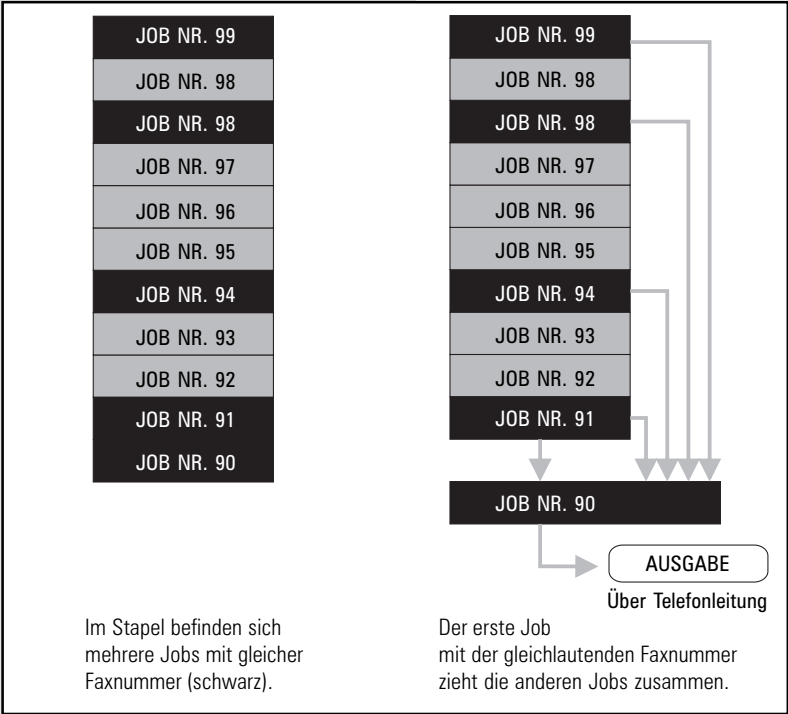 JOB NR. 99
JOB NR. 98
JOB NR. 98
JOB NR. 97
JOB NR. 96
JOB NR. 95
JOB NR. 94
JOB NR. 93
JOB NR. 92
JOB NR. 91
JOB NR. 90
Im Stapel befinden sich
mehrere Jobs mit gleicher
Faxnummer (schwarz).
JOB NR. 99
JOB NR. 98
JOB NR. 98
JOB NR. 97
JOB NR. 96
JOB NR. 95
JOB NR. 94
JOB NR. 93
JOB NR. 92
JOB NR. 91
JOB NR. 90
AUSGABE
Über Telefonleitung
Der erste Job
mit der gleichlautenden Faxnummer
zieht die anderen Jobs zusammen.